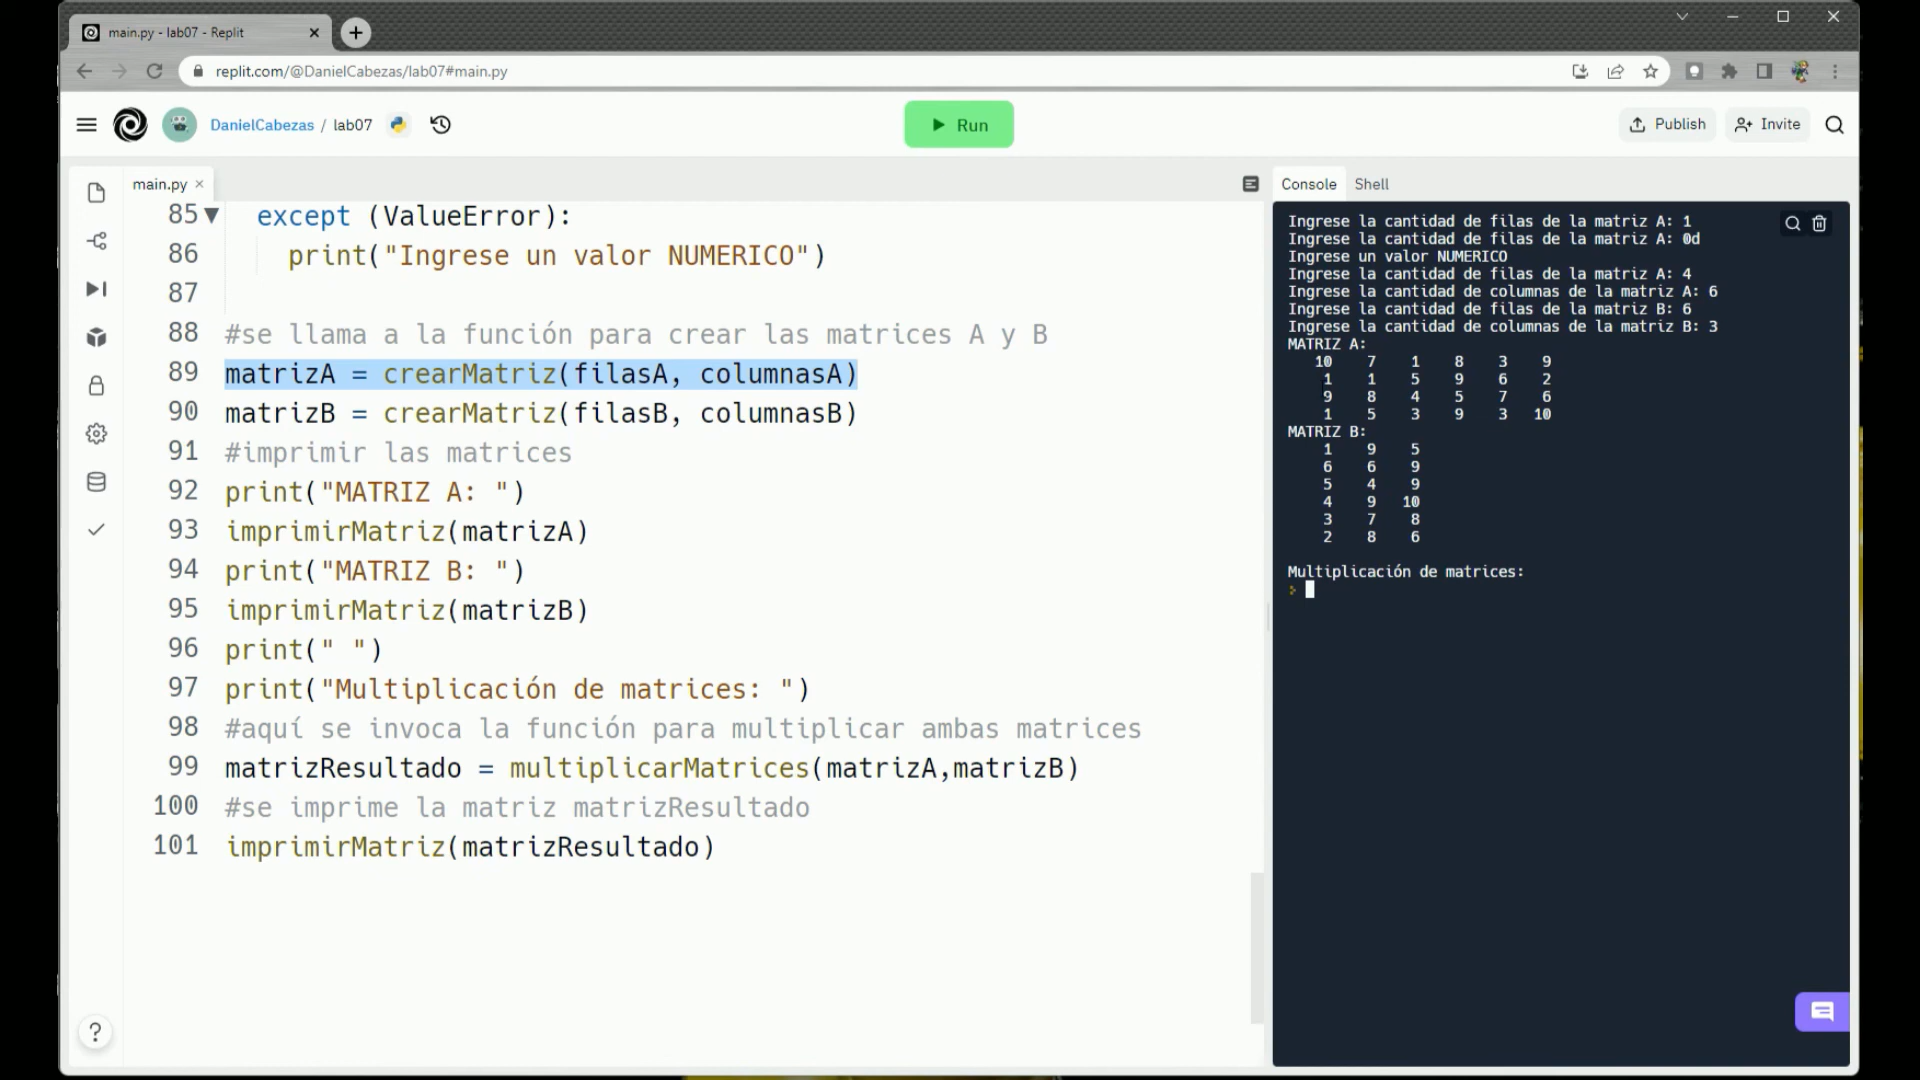 main.py - lab07 - Replit
replit.com/@DanielCabezas/lab07#main.py
DanielCabezas / lab07
Run
Publish
Invite
main.py
85 except (ValueError):
86 print("Ingrese un valor NUMERICO")
87
88 #se llama a la función para crear las matrices A y B
89 matrizA = crearMatriz(filasA, columnasA)
90 matrizB = crearMatriz(filasB, columnasB)
91 #imprimir las matrices
92 print("MATRIZ A: ")
93 imprimirMatriz(matrizA)
94 print("MATRIZ B: ")
95 imprimirMatriz(matrizB)
96 print(" ")
97 print("Multiplicación de matrices: ")
98 #aquí se invoca la función para multiplicar ambas matrices
99 matrizResultado = multiplicarMatrices(matrizA,matrizB)
100 #se imprime la matriz matrizResultado
101 imprimirMatriz(matrizResultado)
Console Shell
Ingrese la cantidad de filas de la matriz A: 1
Ingrese la cantidad de filas de la matriz A: 0d
Ingrese un valor NUMERICO
Ingrese la cantidad de filas de la matriz A: 4
Ingrese la cantidad de columnas de la matriz A: 6
Ingrese la cantidad de filas de la matriz B: 6
Ingrese la cantidad de columnas de la matriz B: 3
MATRIZ A:
10 7 1 8 3 9
1 1 5 9 6 2
9 8 4 5 7 6
1 5 3 9 3 10
MATRIZ B:
1 9 5
6 6 9
5 4 9
4 9 10
3 7 8
2 8 6
Multiplicación de matrices:
?